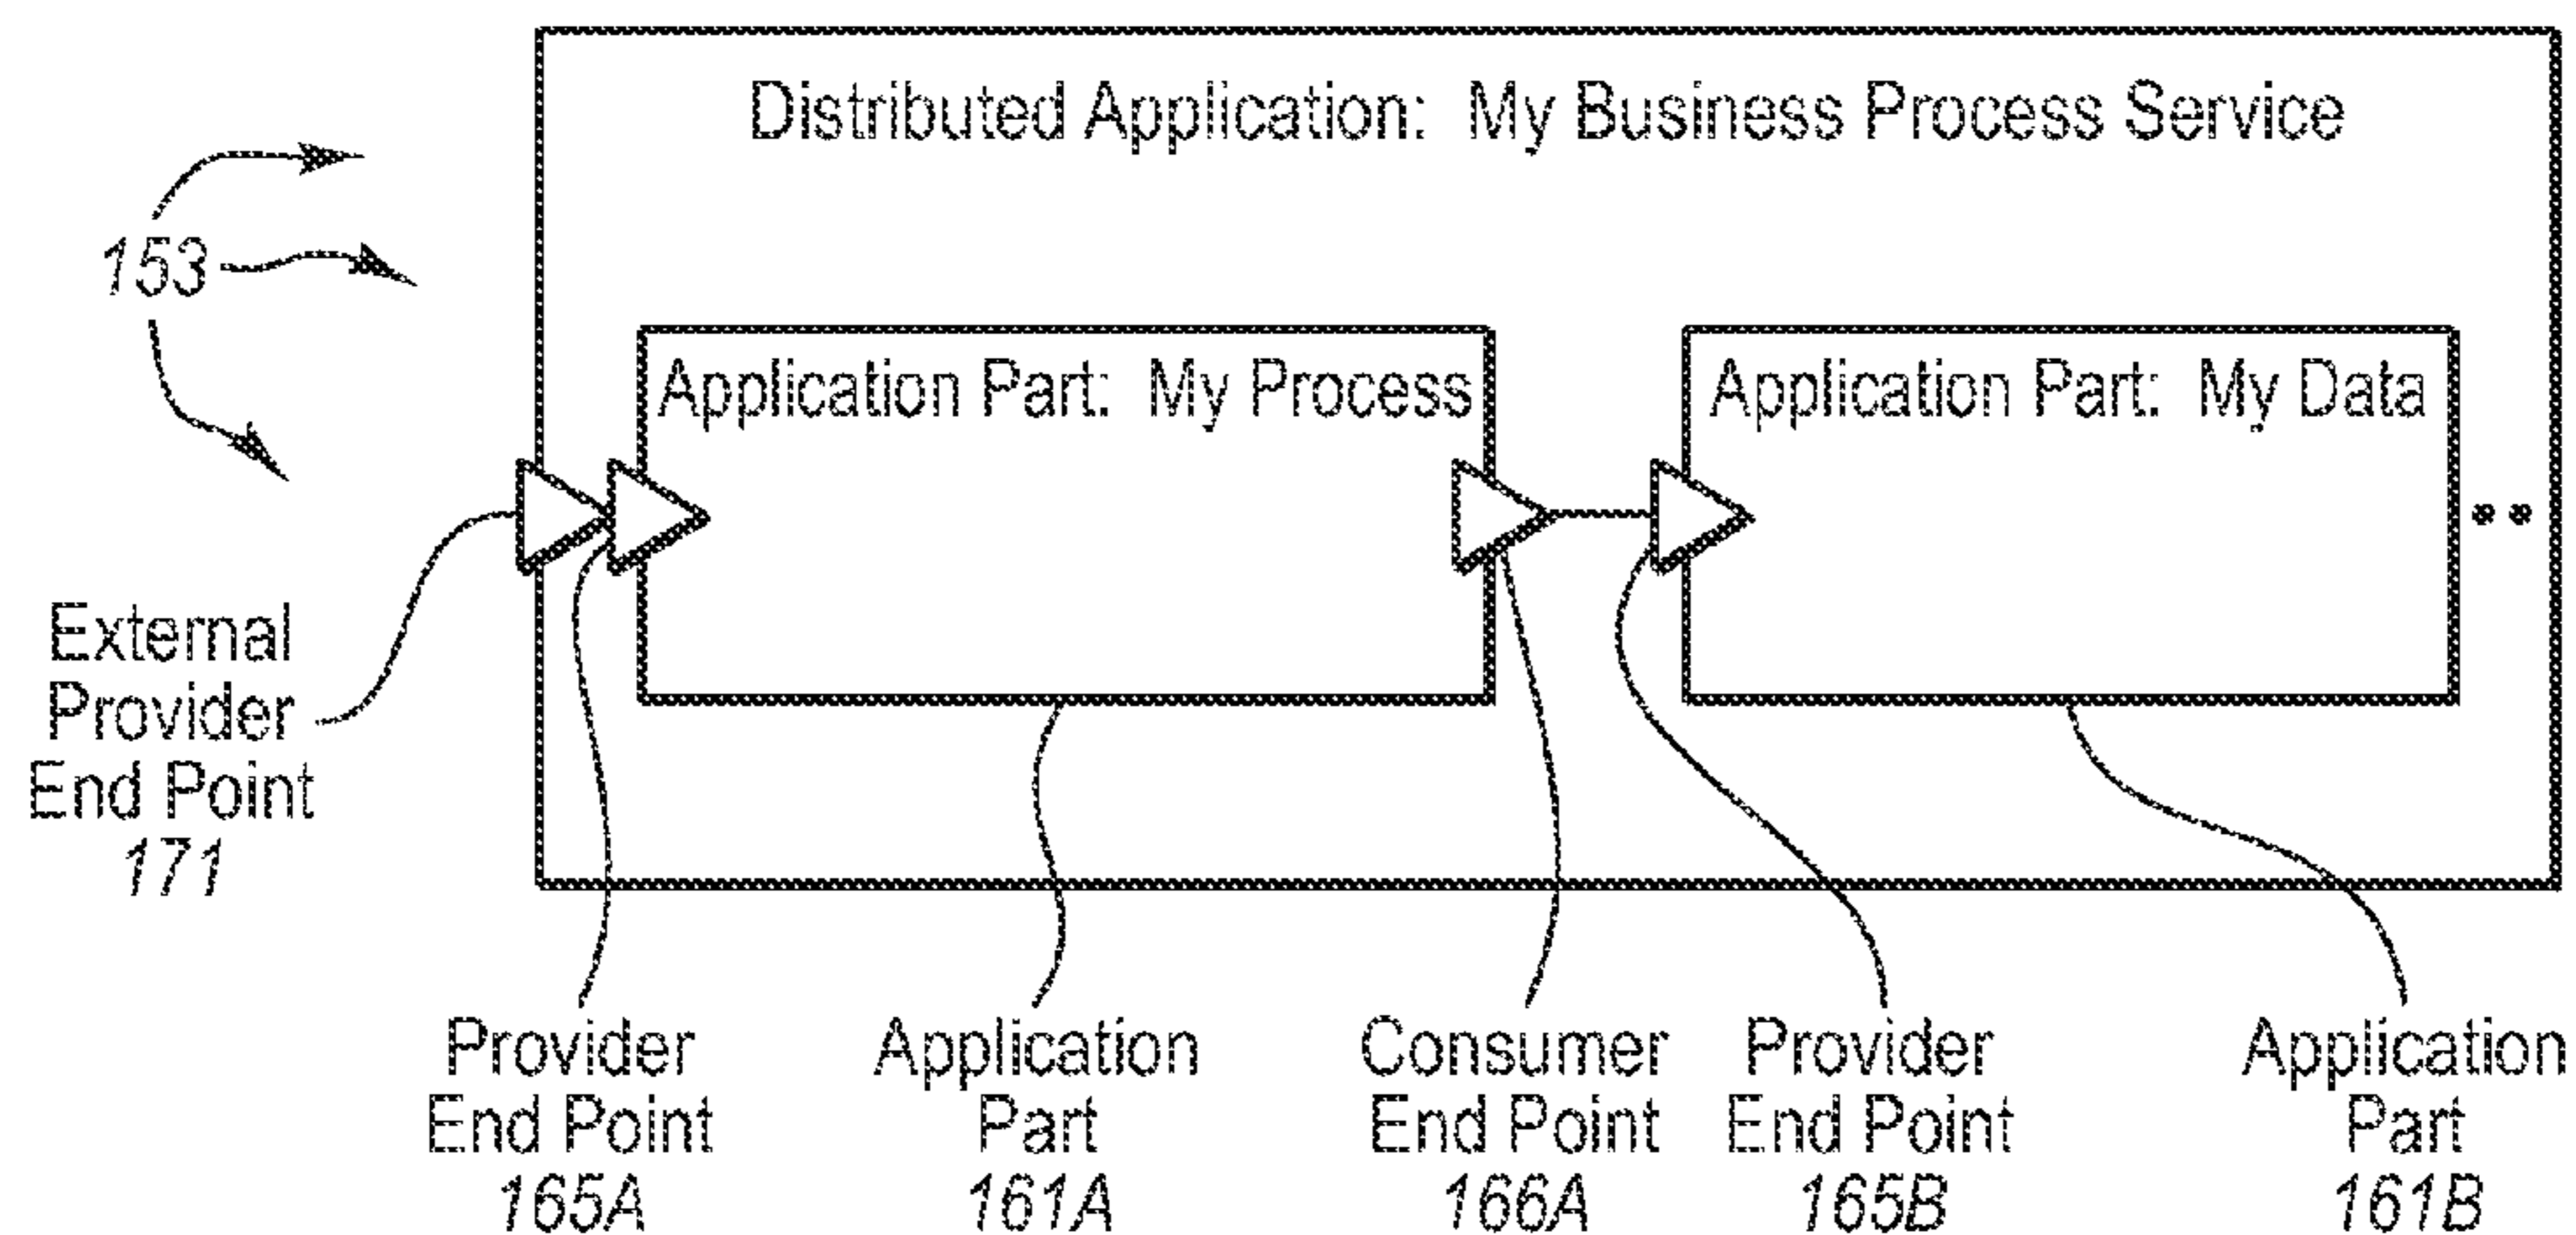 Distributed Application: My Business Process Service
153
Application Part: My Process
Application Part: My Data
External
Provider
End Point
171
Provider
End Point
165A
Application
Part
161A
Consumer
End Point
166A
Provider
End Point
165B
Application
Part
161B